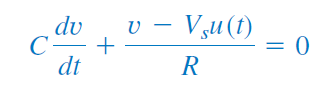 C dv/dt + (v − V_s u(t))/R = 0